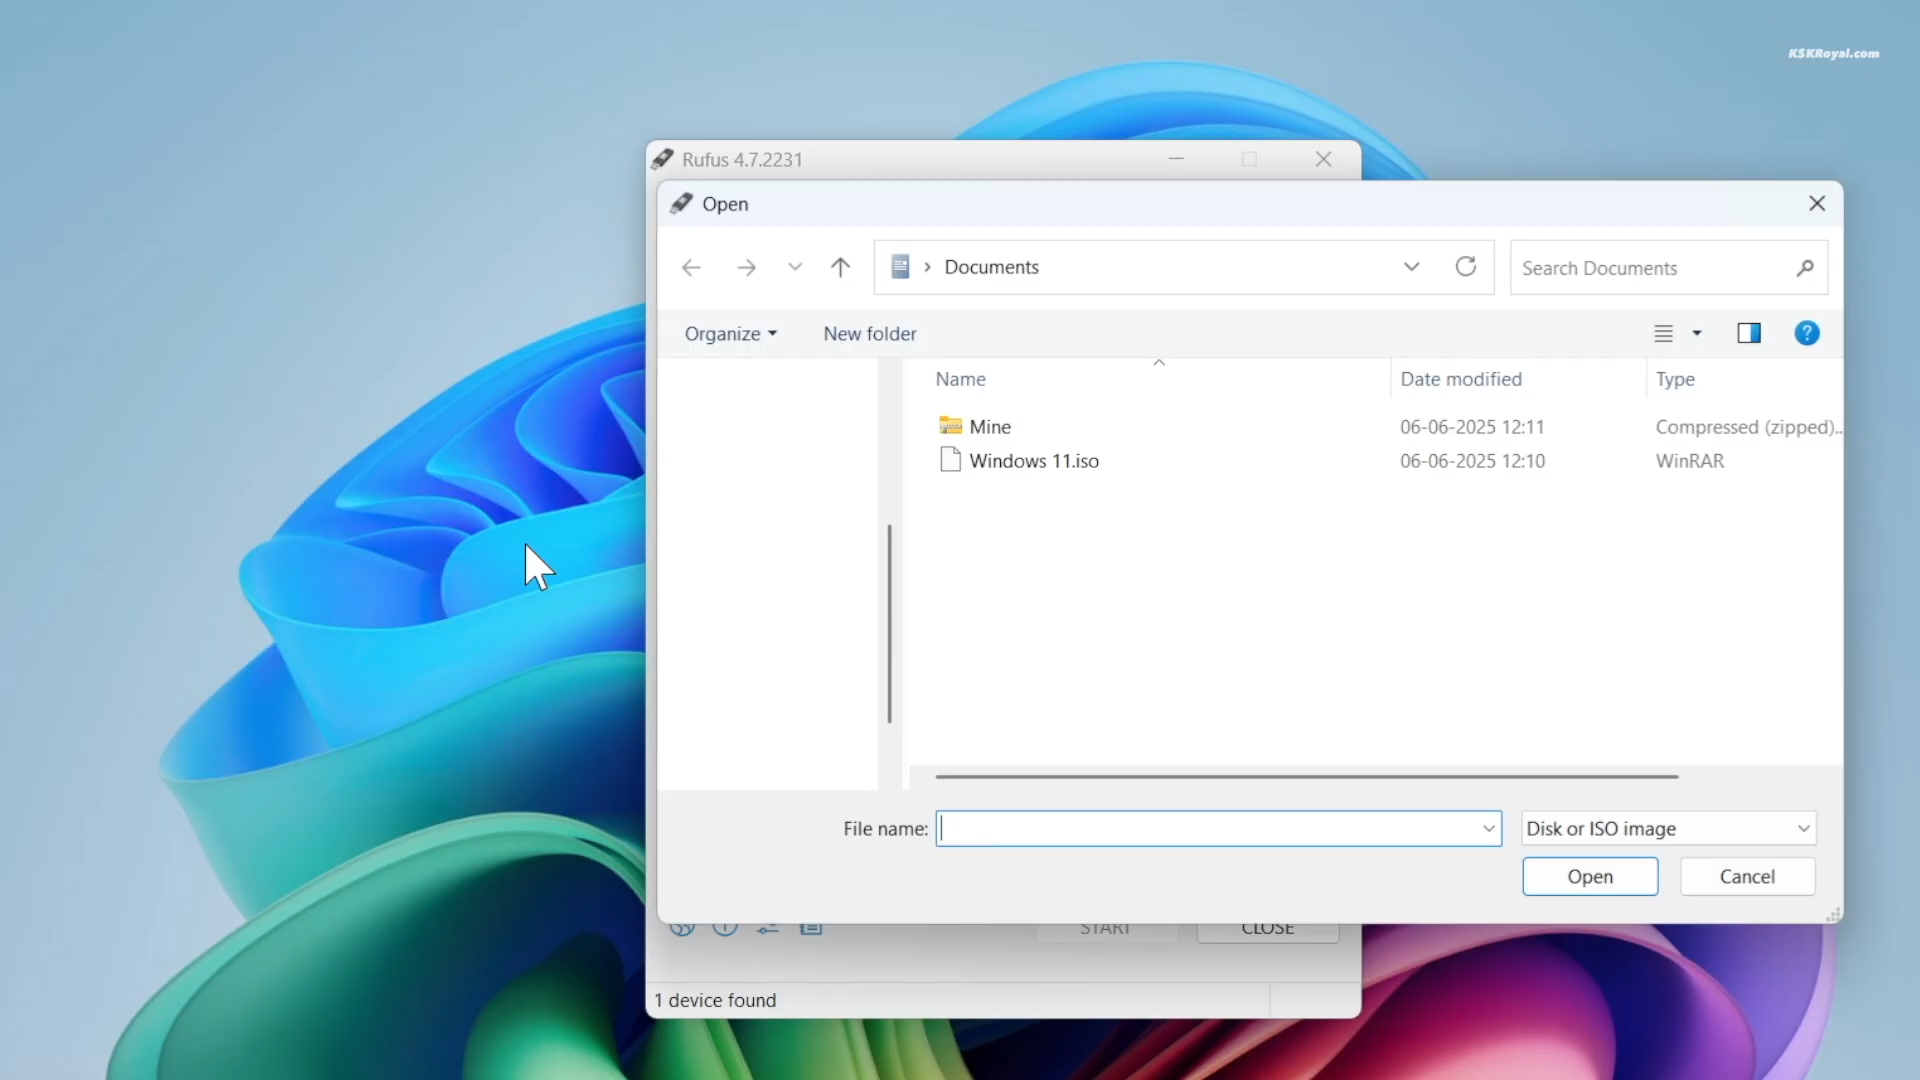 K$KRoyal.com
Rufus 4.7.2231
Open
Documents
Search Documents
Organize
New folder
Name
Date modified
Type
Mine
06-06-2025 12:11
Compressed (zipped)...
Windows 11.iso
06-06-2025 12:10
WinRAR
File name:
Disk or ISO image
Open
Cancel
START
CLOSE
1 device found